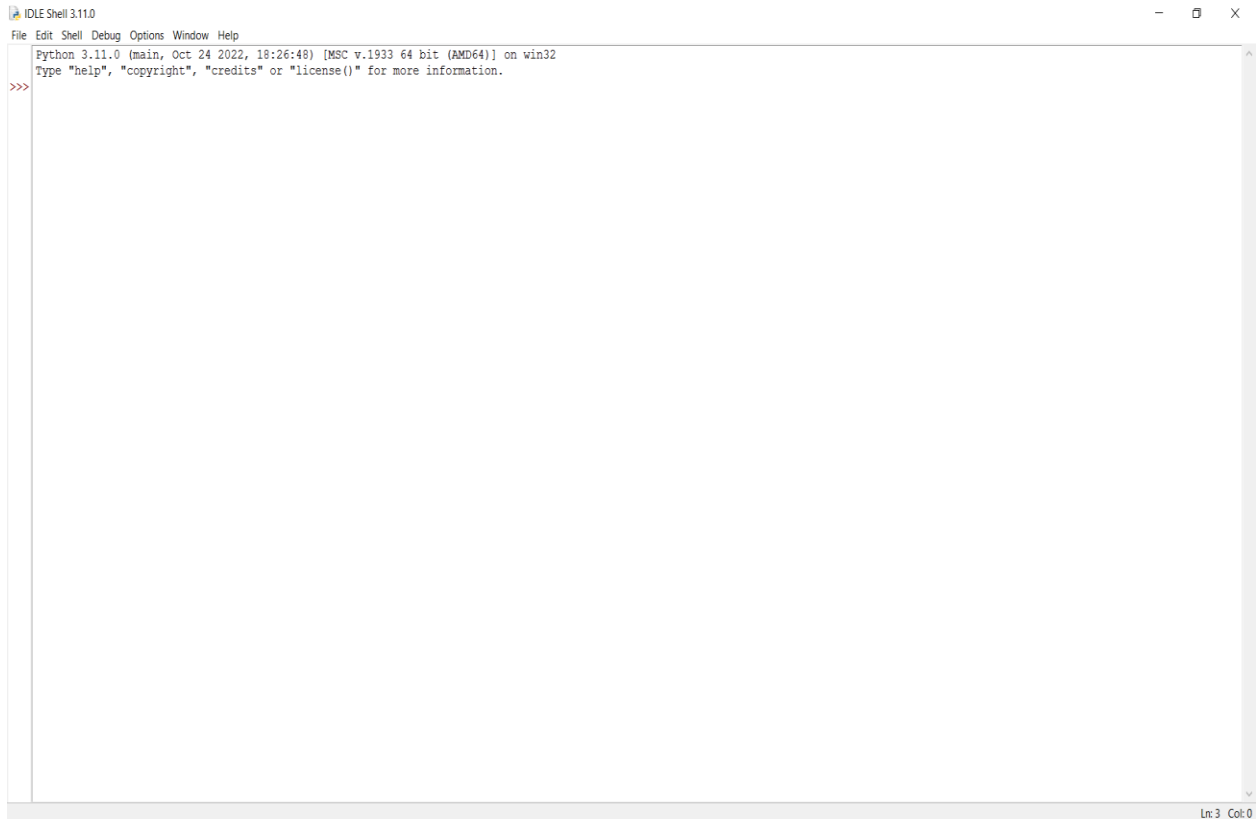 IDLE Shell 3.11.0
File Edit Shell Debug Options Window Help
Python 3.11.0 (main, Oct 24 2022, 18:26:48) [MSC v.1933 64 bit (AMD64)] on win32
Type "help", "copyright", "credits" or "license()" for more information.
>>>
Ln: 3 Col: 0